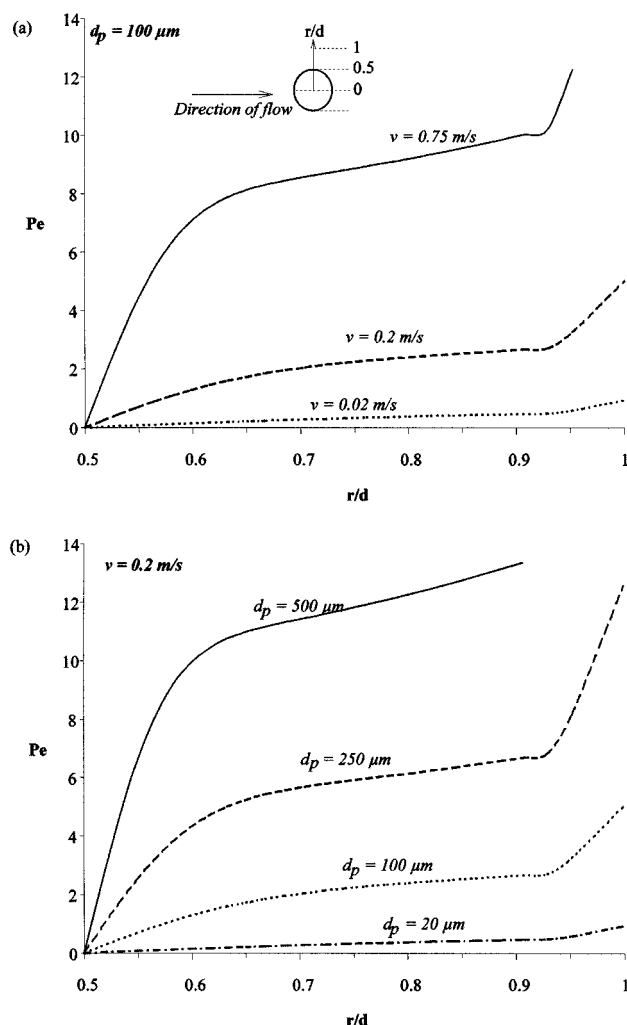 (a)
14
d_p = 100 μm
r/d
1
0.5
0
Direction of flow
12
v = 0.75 m/s
10
8
Pe
6
4
v = 0.2 m/s
2
v = 0.02 m/s
0
0.5 0.6 0.7 0.8 0.9 1
r/d
(b)
14
v = 0.2 m/s
12
d_p = 500 μm
10
8
Pe
6
d_p = 250 μm
4
d_p = 100 μm
2
d_p = 20 μm
0
0.5 0.6 0.7 0.8 0.9 1
r/d